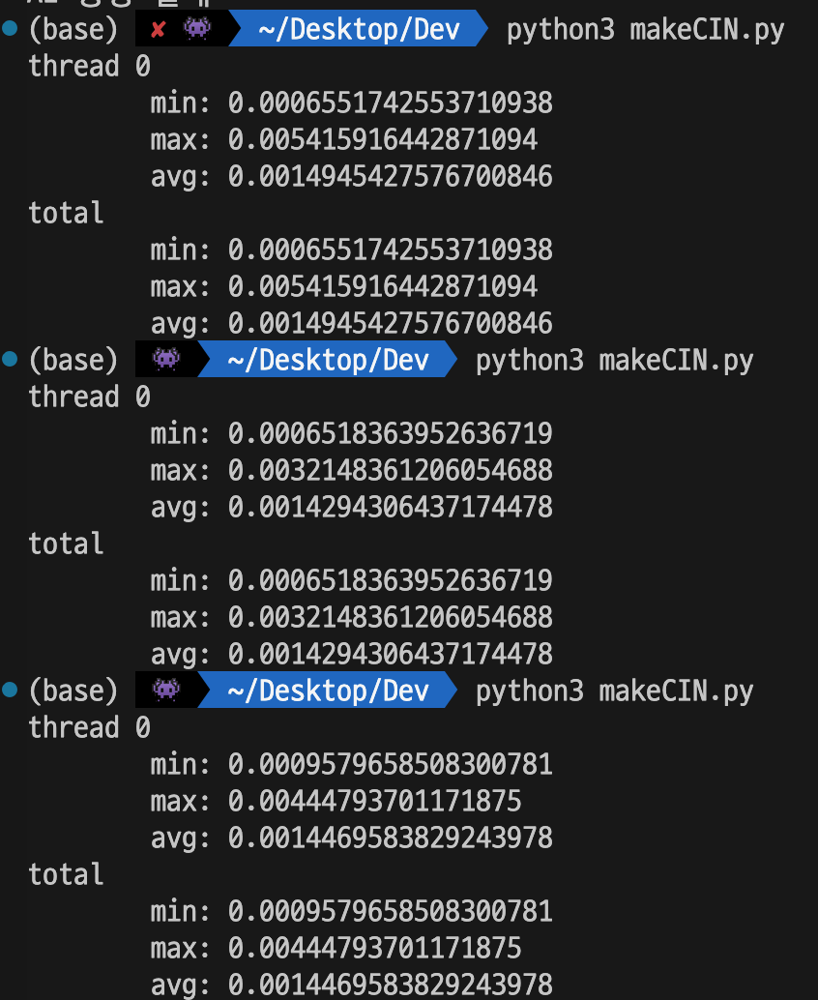 (base) ✘ 👾 ~/Desktop/Dev python3 makeCIN.py
thread 0
min: 0.0006551742553710938
max: 0.005415916442871094
avg: 0.0014945427576700846
total
min: 0.0006551742553710938
max: 0.005415916442871094
avg: 0.0014945427576700846
(base) 👾 ~/Desktop/Dev python3 makeCIN.py
thread 0
min: 0.0006518363952636719
max: 0.0032148361206054688
avg: 0.0014294306437174478
total
min: 0.0006518363952636719
max: 0.0032148361206054688
avg: 0.0014294306437174478
(base) 👾 ~/Desktop/Dev python3 makeCIN.py
thread 0
min: 0.0009579658508300781
max: 0.00444793701171875
avg: 0.0014469583829243978
total
min: 0.0009579658508300781
max: 0.00444793701171875
avg: 0.0014469583829243978